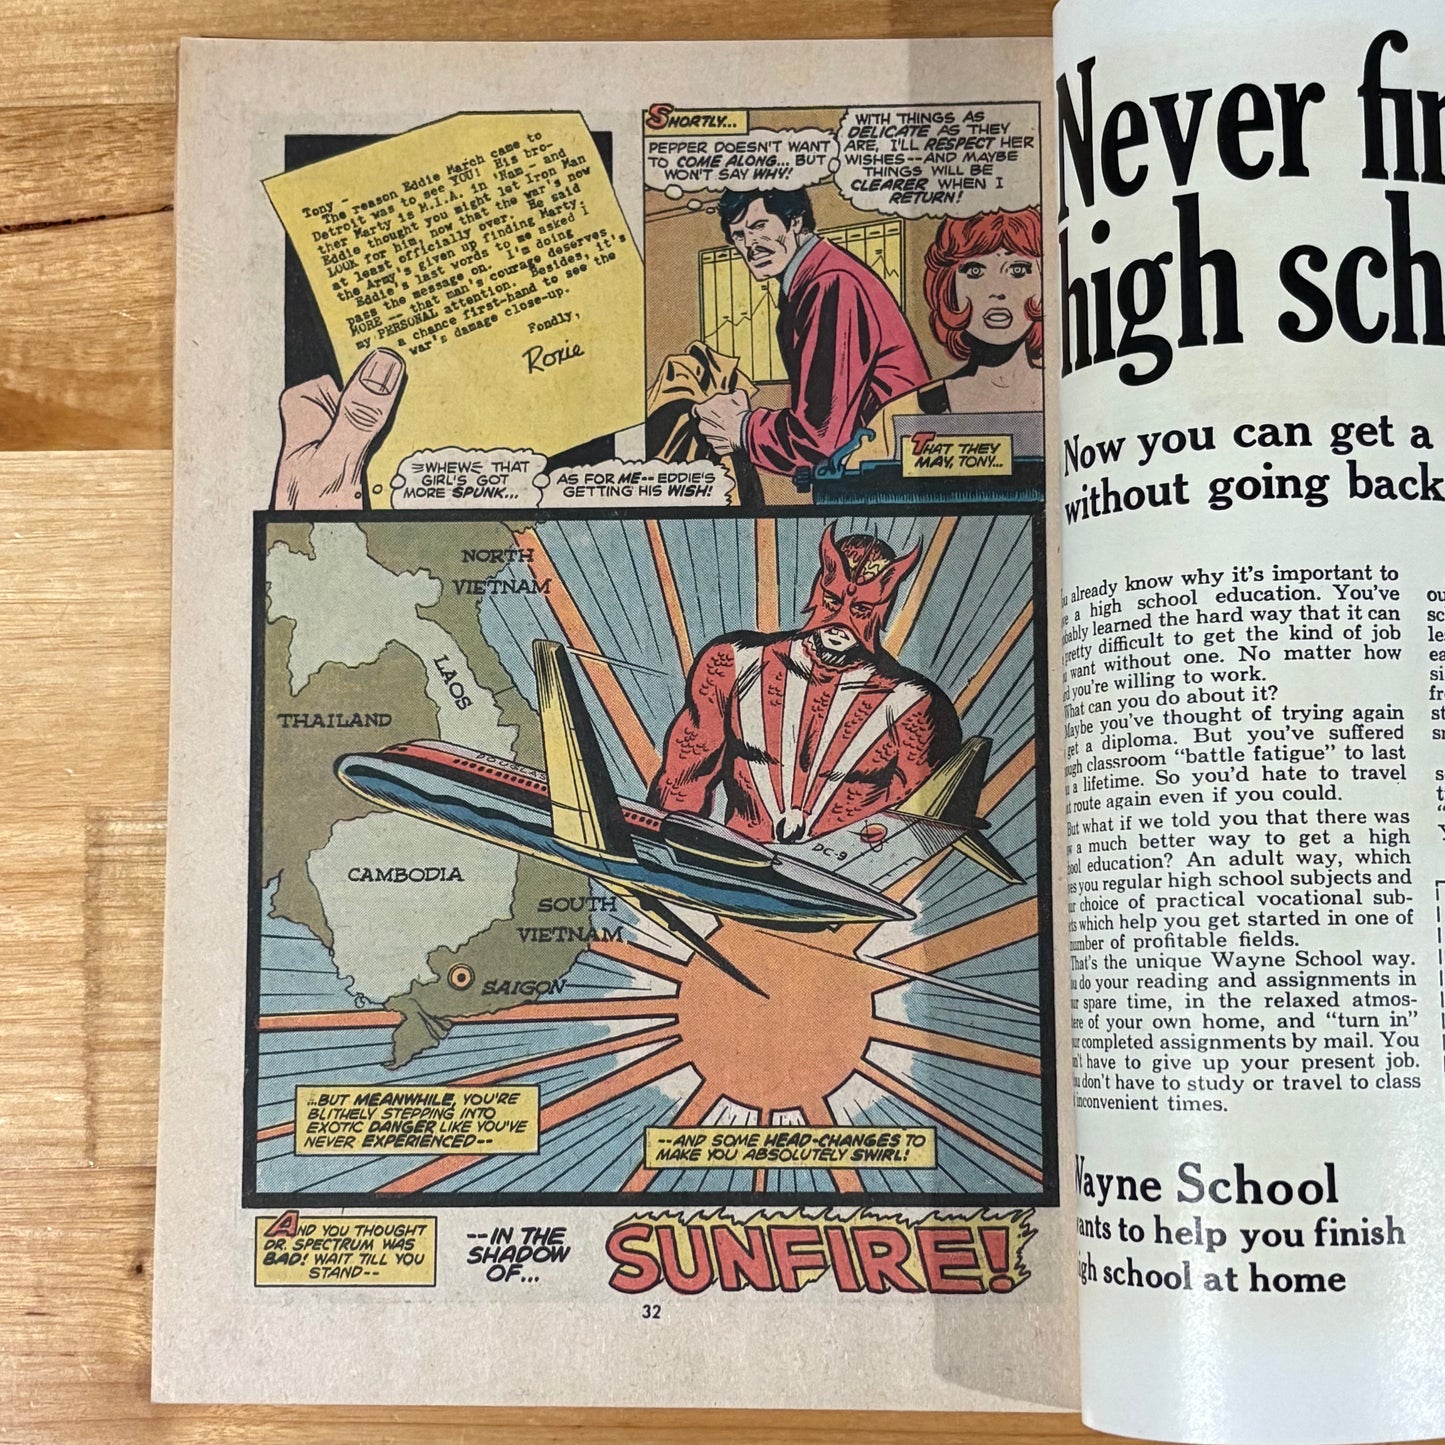 Tony -
The reason Eddie March came to
Detroit was to see YOU! His bro-
ther Marty is M.I.A. in 'Nam - and
Eddie thought you might let Iron Man
LOOK for him, now that the war's now
at least officially over. He said
the Army's given up finding Marty.
Eddie's last words to me asked I
pass the message on. I'm doing
MORE -- that man's courage deserves
my PERSONAL attention. Besides, it's
a chance first-hand to see the
war's damage close-up.
Fondly,
Roxie
WHEW THAT
GIRL'S GOT
MORE SPUNK...
AS FOR ME-- EDDIE'S
GETTING HIS WISH!
SHORTLY...
PEPPER DOESN'T WANT
TO COME ALONG... BUT
WON'T SAY WHY!
WITH THINGS AS
DELICATE AS THEY
ARE, I'LL RESPECT HER
WISHES--AND MAYBE
THINGS WILL BE
CLEARER WHEN I
RETURN!
THAT THEY
MAY, TONY...
NORTH
VIETNAM
LAOS
THAILAND
DOUGLAS
DC-9
CAMBODIA
SOUTH
VIETNAM
SAIGON
...BUT MEANWHILE, YOU'RE
BLITHELY STEPPING INTO
EXOTIC DANGER LIKE YOU'VE
NEVER EXPERIENCED--
--AND SOME HEAD-CHANGES TO
MAKE YOU ABSOLUTELY SWIRL!
AND YOU THOUGHT
DR. SPECTRUM WAS
BAD! WAIT TILL YOU
STAND--
--IN THE
SHADOW
OF...
SUNFIRE!
32
Never
high
Now you can get a
without going back
already know why it's important to
a high school education. You've
learned the hard way that it can
pretty difficult to get the kind of job
want without one. No matter how
you're willing to work.
What can you do about it?
Maybe you've thought of trying again
get a diploma. But you've suffered
classroom "battle fatigue" to last
a lifetime. So you'd hate to travel
route again even if you could.
But what if we told you that there was
a much better way to get a high
education? An adult way, which
you regular high school subjects and
choice of practical vocational sub-
which help you get started in one of
number of profitable fields.
That's the unique Wayne School way.
do your reading and assignments in
spare time, in the relaxed atmos-
of your own home, and "turn in"
completed assignments by mail. You
have to give up your present job.
don't have to study or travel to class
inconvenient times.
Wayne School
wants to help you finish
high school at home